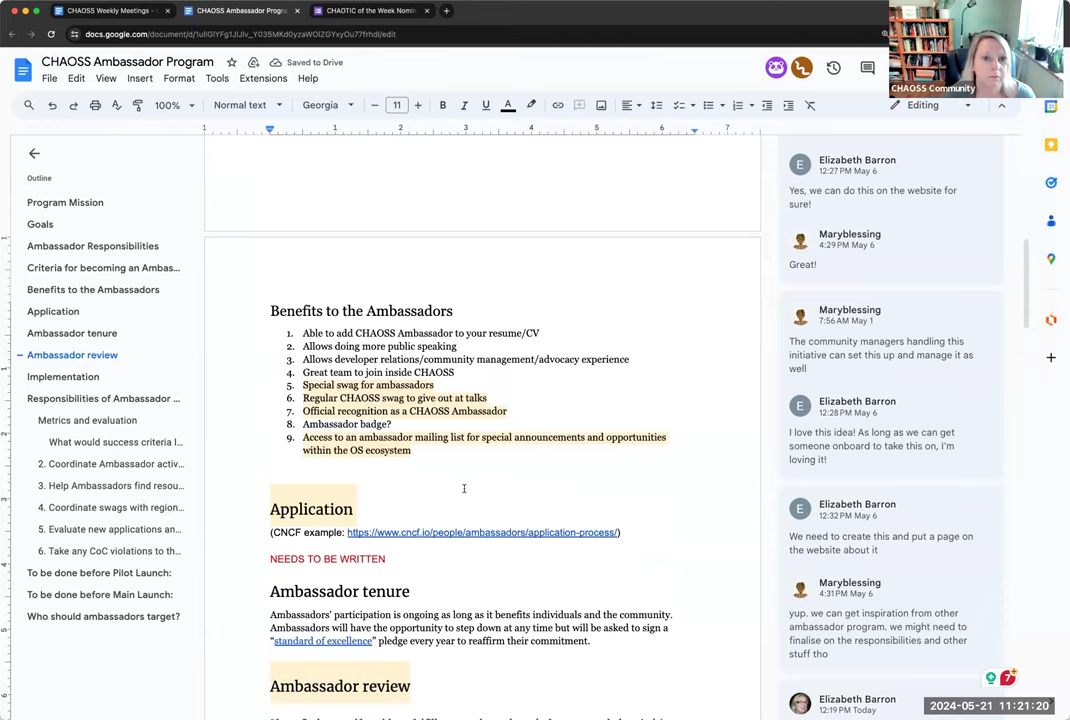 CHAOSS Weekly Meetings -
CHAOSS Ambassador Progra
CHAOTIC of the Week Nomin
docs.google.com/document/d/1ullGlYFg1JIJlv_Y035MKd0yzaWOlZGYxyOu77frhdI/edit
CHAOSS Ambassador Program
Saved to Drive
File Edit View Insert Format Tools Extensions Help
CHAOSS Community
100% Normal text Georgia 11 Editing
1 1 2 3 4 5 6 7
Outline
Program Mission
Goals
Ambassador Responsibilities
Criteria for becoming an Ambas...
Benefits to the Ambassadors
Application
Ambassador tenure
Ambassador review
Implementation
Responsibilities of Ambassador ...
Metrics and evaluation
What would success criteria l...
2. Coordinate Ambassador activ...
3. Help Ambassadors find resou...
4. Coordinate swags with region...
5. Evaluate new applications an...
6. Take any CoC violations to th...
To be done before Pilot Launch:
To be done before Main Launch:
Who should ambassadors target?
Benefits to the Ambassadors
1. Able to add CHAOSS Ambassador to your resume/CV
2. Allows doing more public speaking
3. Allows developer relations/community management/advocacy experience
4. Great team to join inside CHAOSS
5. Special swag for ambassadors
6. Regular CHAOSS swag to give out at talks
7. Official recognition as a CHAOSS Ambassador
8. Ambassador badge?
9. Access to an ambassador mailing list for special announcements and opportunities
within the OS ecosystem
Application
(CNCF example: https://www.cncf.io/people/ambassadors/application-process/)
NEEDS TO BE WRITTEN
Ambassador tenure
Ambassadors' participation is ongoing as long as it benefits individuals and the community.
Ambassadors will have the opportunity to step down at any time but will be asked to sign a
“standard of excellence” pledge every year to reaffirm their commitment.
Ambassador review
E
Elizabeth Barron
12:27 PM May 6
Yes, we can do this on the website for
sure!
Maryblessing
4:29 PM May 6
Great!
Maryblessing
7:56 AM May 1
The community managers handling this
initiative can set this up and manage it as
well
E
Elizabeth Barron
12:28 PM May 6
I love this idea! As long as we can get
someone onboard to take this on, I'm
loving it!
E
Elizabeth Barron
12:32 PM May 6
We need to create this and put a page on
the website about it
Maryblessing
4:31 PM May 6
yup. we can get inspiration from other
ambassador program. we might need to
finalise on the responsibilities and other
stuff tho
Elizabeth Barron
12:19 PM Today
7
2024-05-21 11:21:20